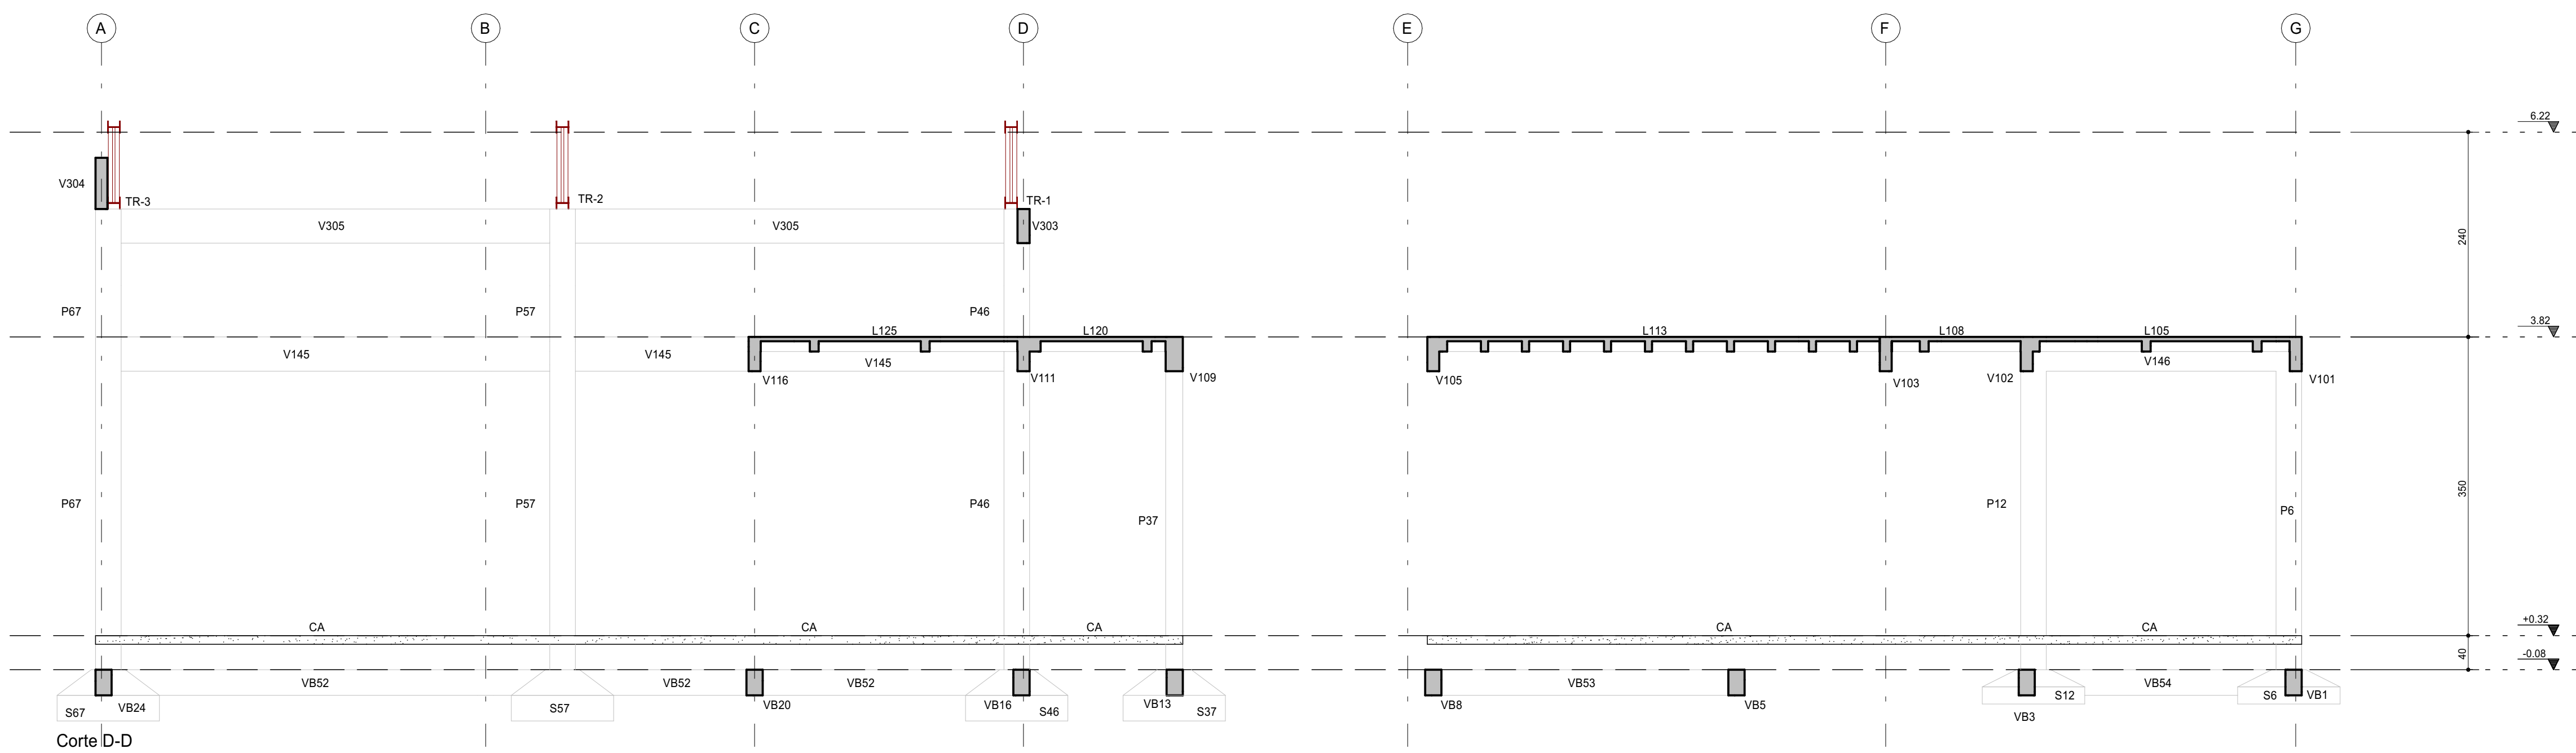 A B C D E F G
6.22
V304
TR-3 TR-2 TR-1
V305 V305 V303
240
P67 P57 P46
3.82
L125 L120 L113 L108 L105
V145 V145 V145 V146
V116 V111 V109 V105 V103 V102 V101
350
P67 P57 P46 P12
P37 P6
+0.32
CA CA CA CA CA
40
-0.08
VB52 VB52 VB52 VB53 VB54
S67 VB24 S57 VB20 VB16 S46 VB13 S37 VB8 VB5 S12 S6 VB1
VB3
Corte D-D